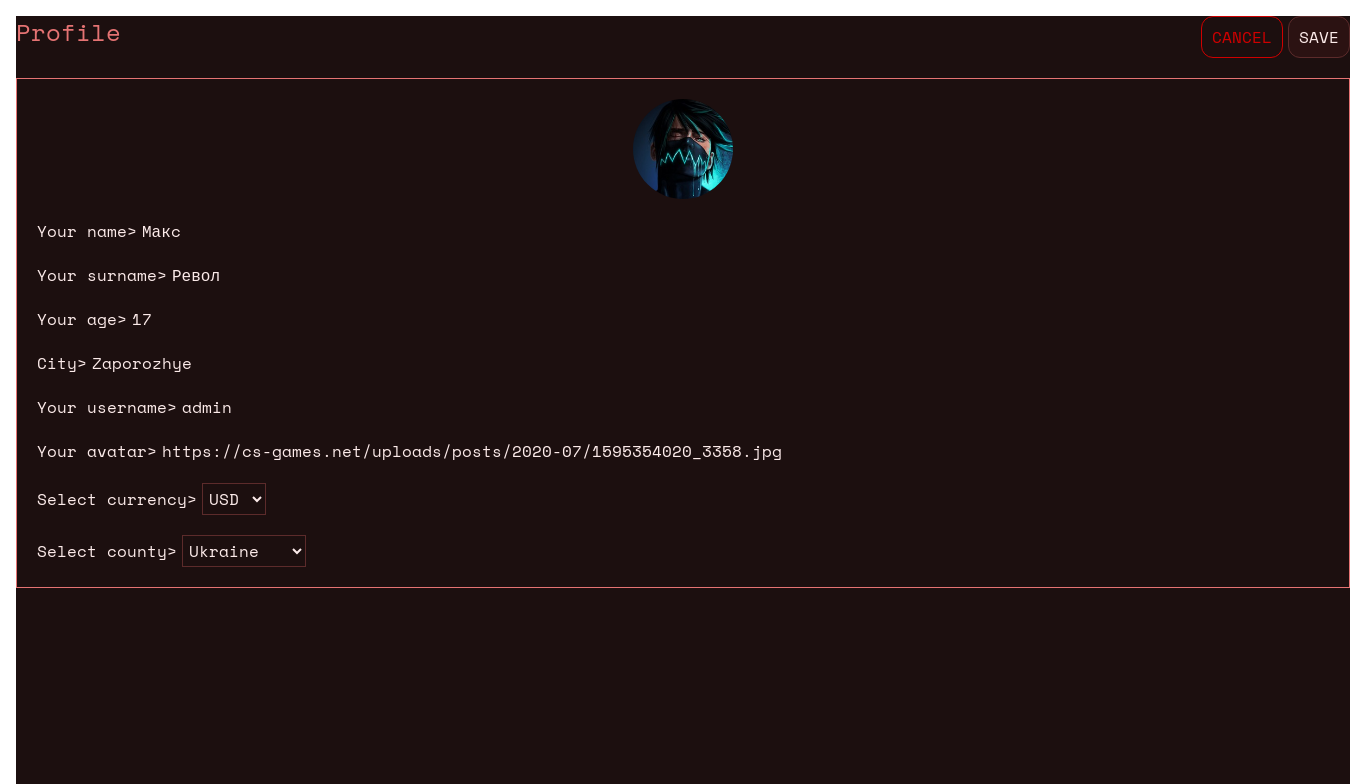 Profile
CANCEL SAVE
Your name> Макс
Your surname> Револ
Your age> 17
City> Zaporozhye
Your username> admin
Your avatar> https://cs-games.net/uploads/posts/2020-07/1595354020_3358.jpg
Select currency> USD
Select county> Ukraine